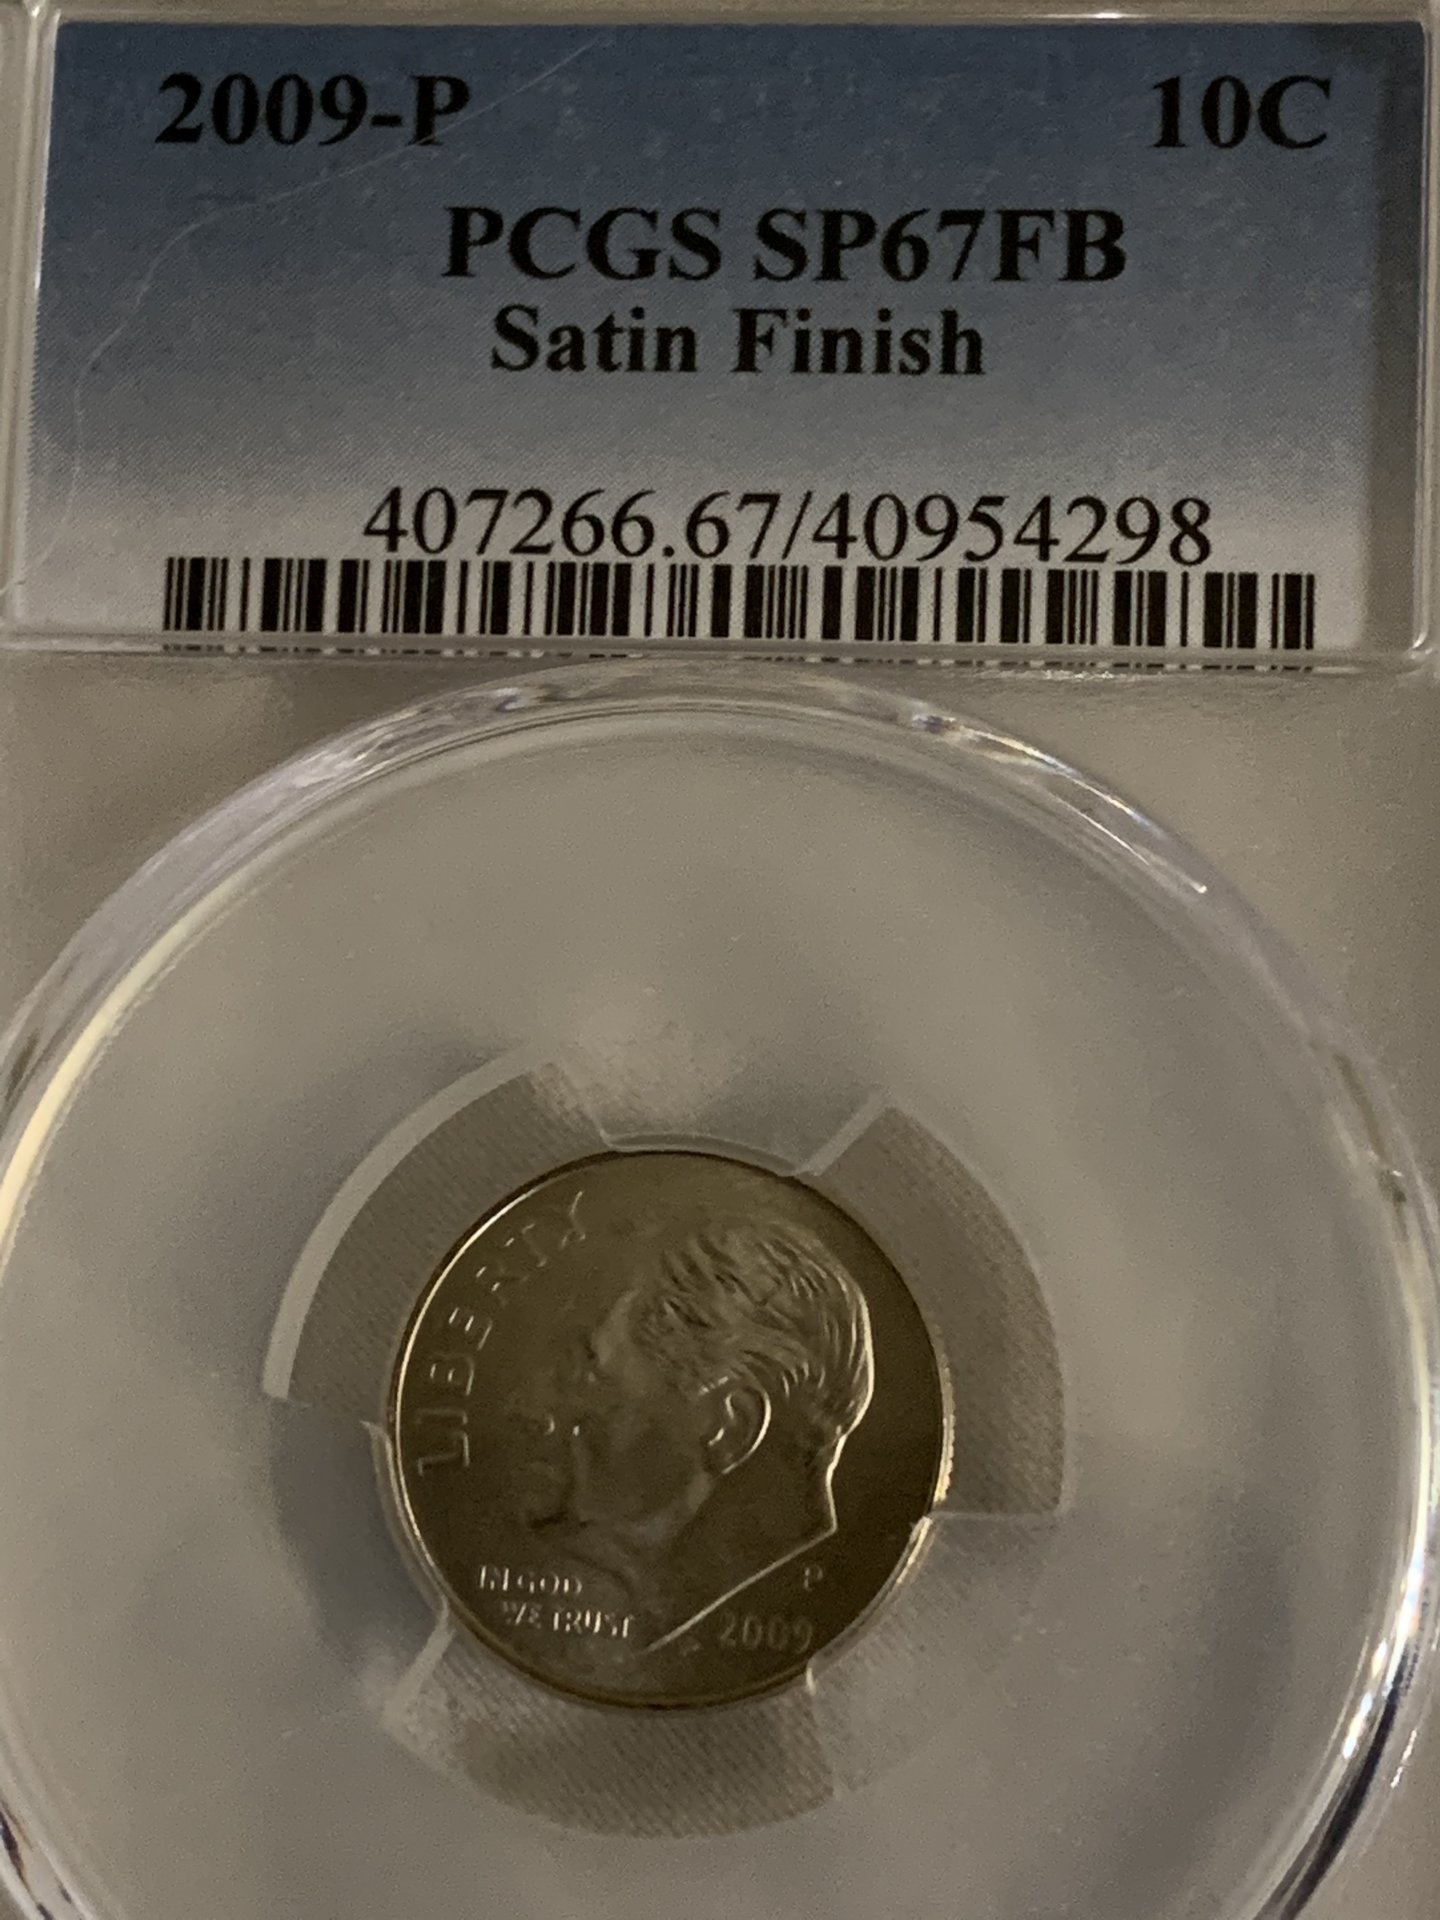 2009-P 10C
PCGS SP67FB
Satin Finish
407266.67/40954298
LIBERTY
IN GOD
WE TRUST
P
2009